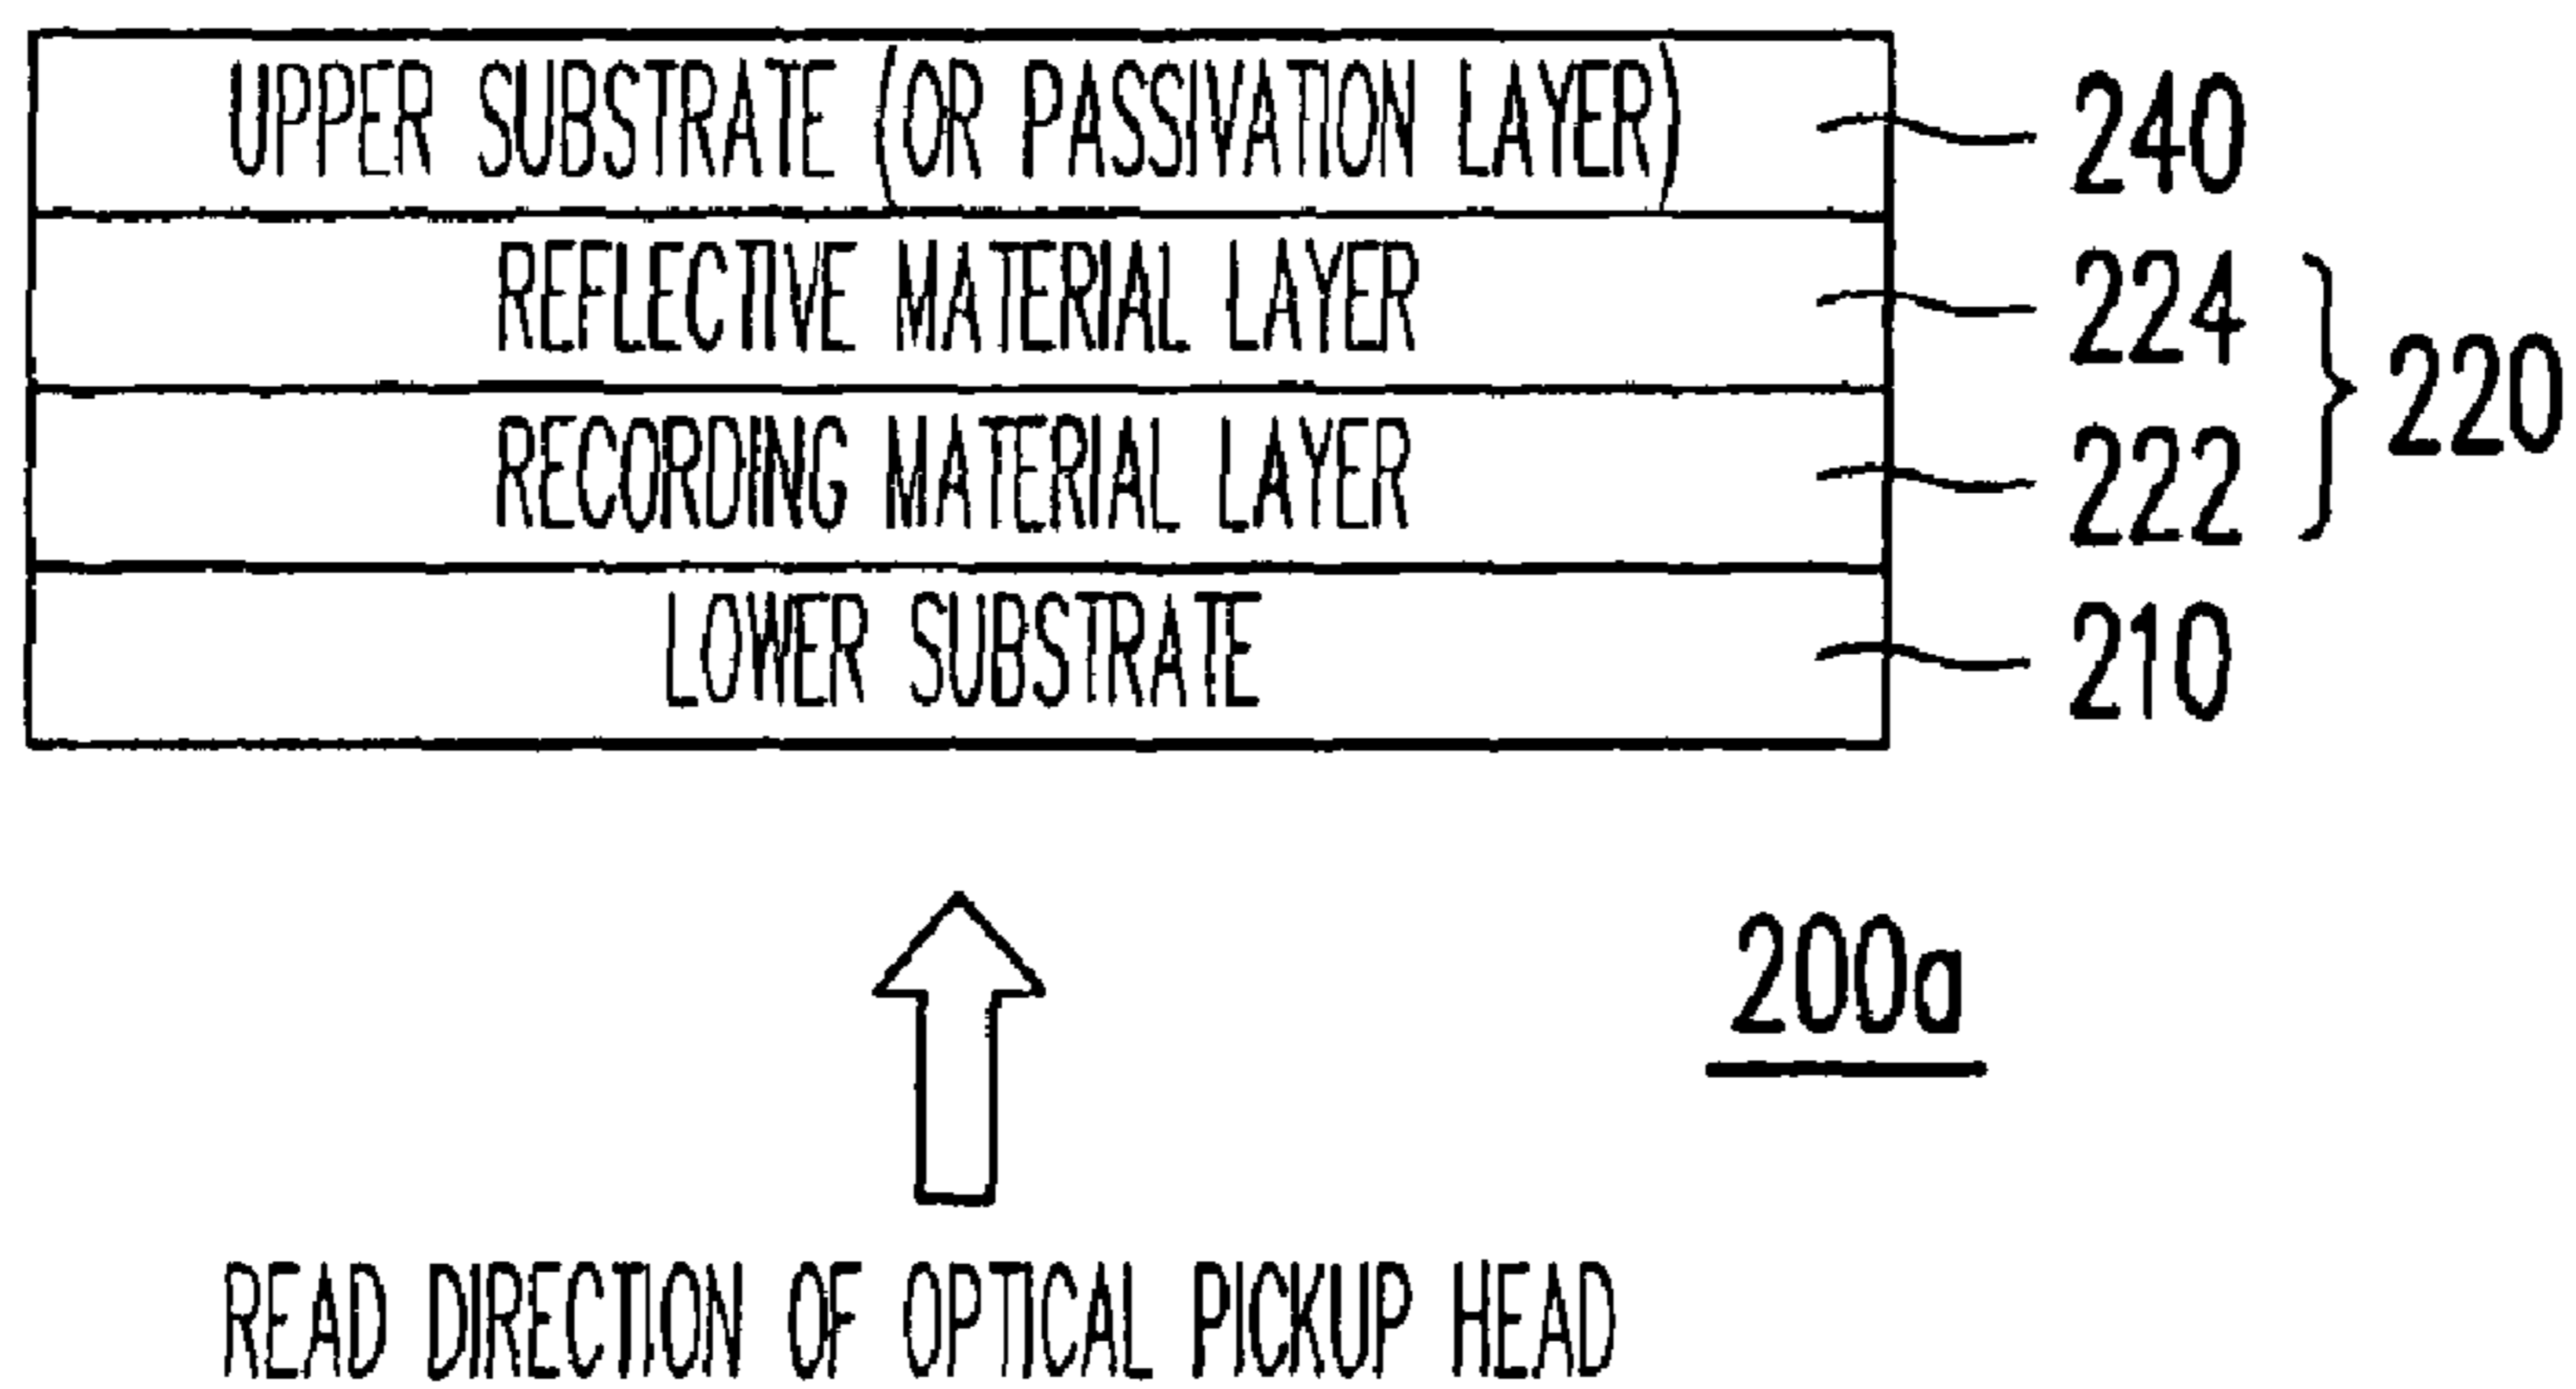 UPPER SUBSTRATE (OR PASSIVATION LAYER) 240
REFLECTIVE MATERIAL LAYER 224
220
RECORDING MATERIAL LAYER 222
LOWER SUBSTRATE 210
200a
READ DIRECTION OF OPTICAL PICKUP HEAD